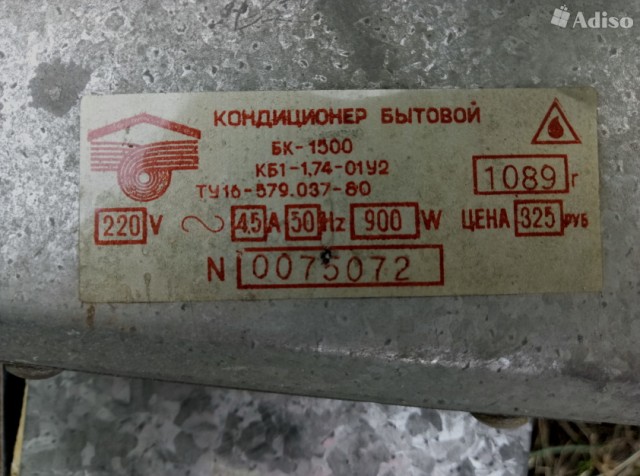 Adiso
КОНДИЦИОНЕР БЫТОВОЙ
БК-1500
КБ1-1,74-01У2
ТУ16-579.037-80
1089 г
220 V ~ 4.5 A 50 Hz 900 W ЦЕНА 325 РУБ
N 0075072